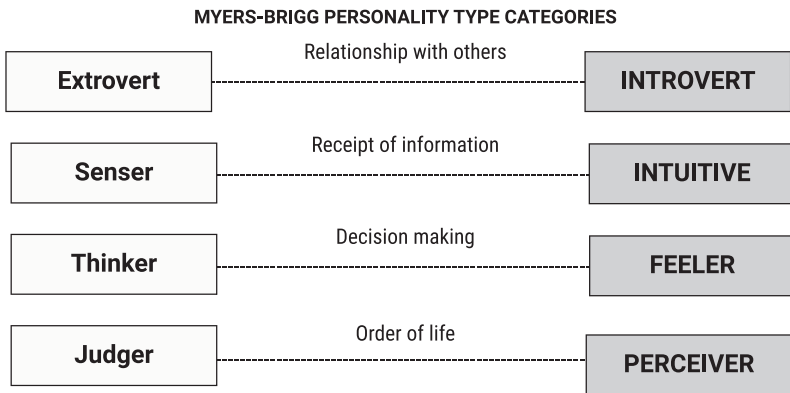 MYERS-BRIGG PERSONALITY TYPE CATEGORIES
Relationship with others
Extrovert
INTROVERT
Receipt of information
Senser
INTUITIVE
Decision making
Thinker
FEELER
Order of life
Judger
PERCEIVER